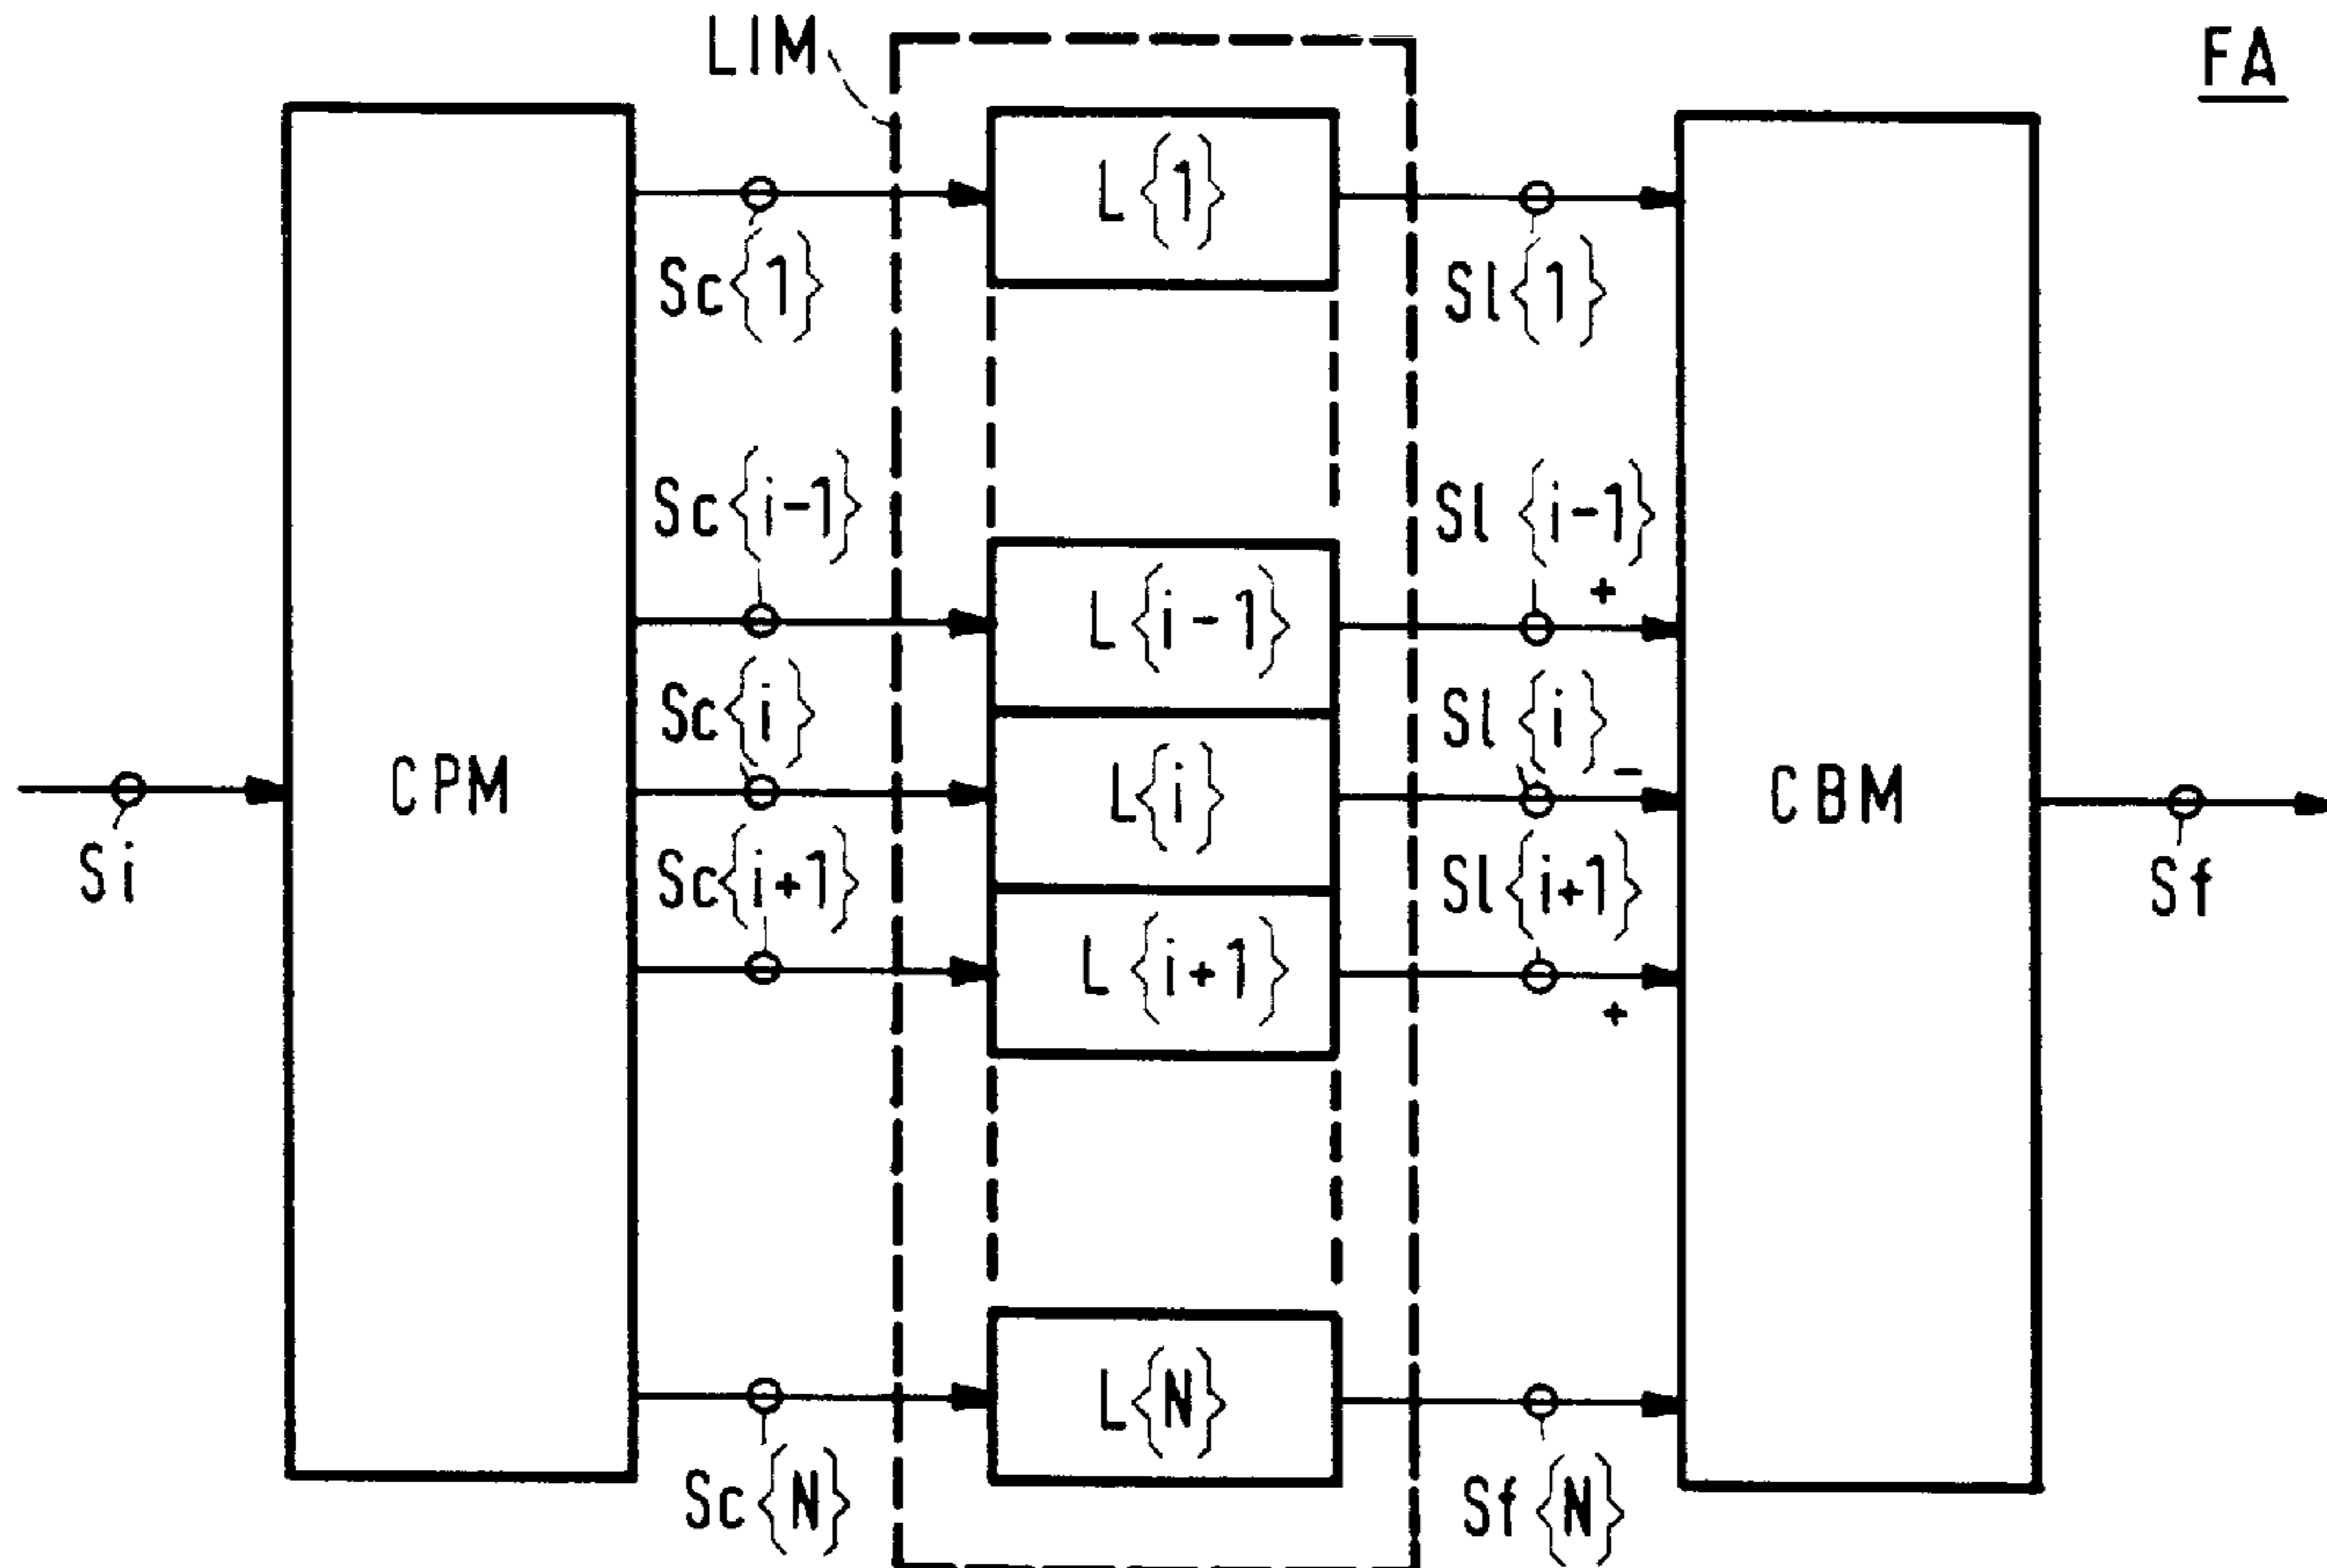 LIM
FA
L{1}
Sc{1}
Sl{1}
Sc{i-1}
Sl {i-1}
+
L{i-1}
Sc{i}
Sl {i}
-
CPM
L{i}
CBM
Si
Sc{i+1}
Sl{i+1}
Sf
L {i+1}
+
L{N}
Sc{N}
Sf{N}